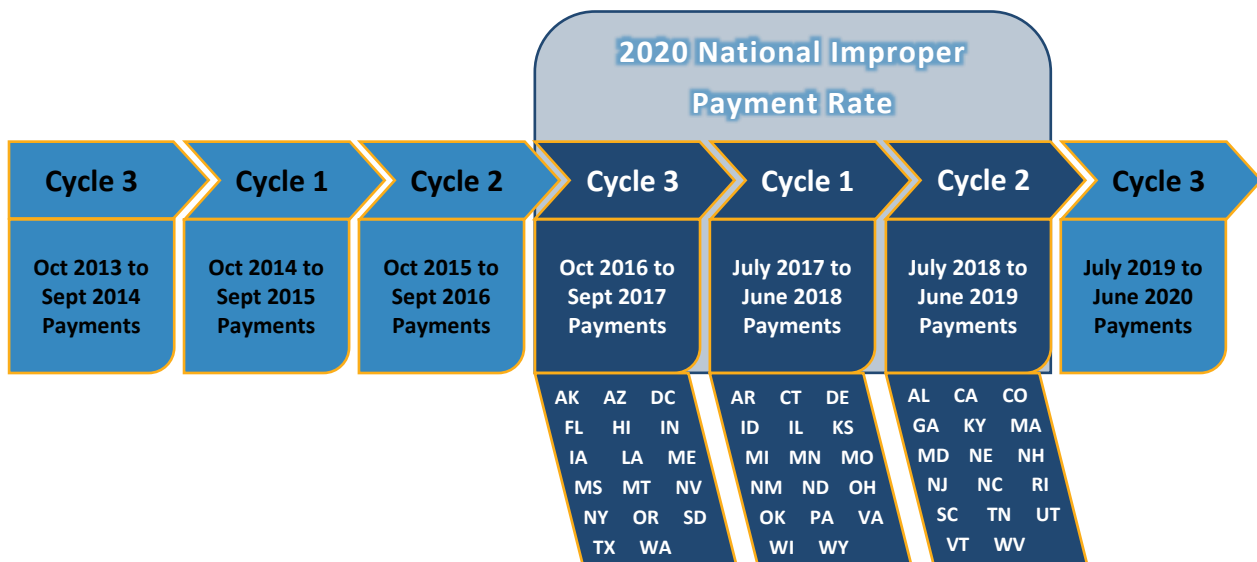 2020 National Improper
Payment Rate
Cycle 3
Cycle 1
Cycle 2
Cycle 3
Cycle 1
Cycle 2
Cycle 3
Oct 2013 to
Sept 2014
Payments
Oct 2014 to
Sept 2015
Payments
Oct 2015 to
Sept 2016
Payments
Oct 2016 to
Sept 2017
Payments
July 2017 to
June 2018
Payments
July 2018 to
June 2019
Payments
July 2019 to
June 2020
Payments
AK AZ DC
FL HI IN
IA LA ME
MS MT NV
NY OR SD
TX WA
AR CT DE
ID IL KS
MI MN MO
NM ND OH
OK PA VA
WI WY
AL CA CO
GA KY MA
MD NE NH
NJ NC RI
SC TN UT
VT WV